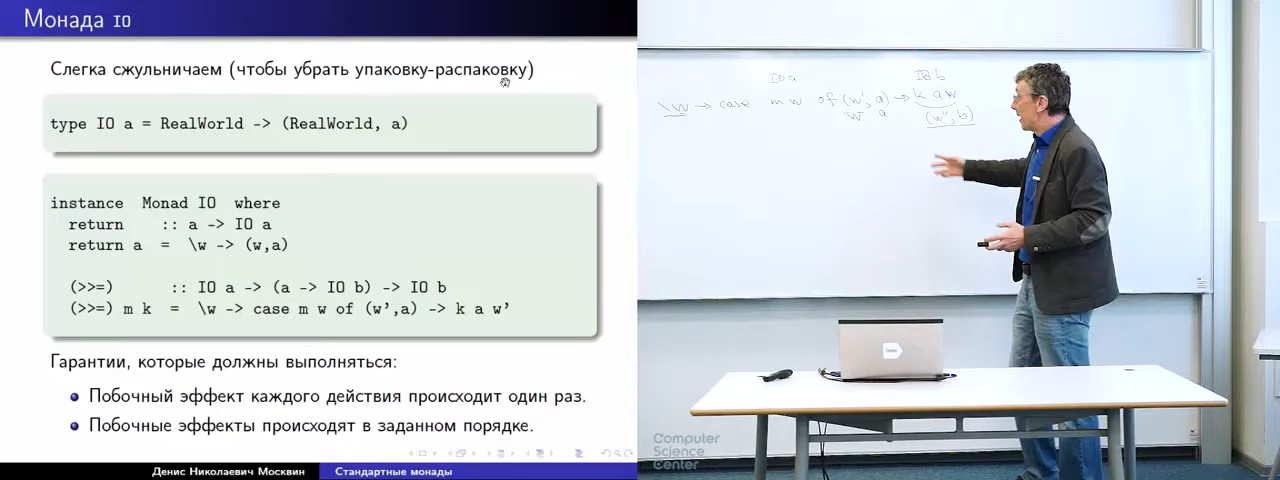 Монада IO
Слегка сжульничаем (чтобы убрать упаковку-распаковку)
type IO a = RealWorld -> (RealWorld, a)
instance Monad IO where
return :: a -> IO a
return a = \w -> (w,a)
(>>=) :: IO a -> (a -> IO b) -> IO b
(>>=) m k = \w -> case m w of (w’,a) -> k a w’
Гарантии, которые должны выполняться:
Побочный эффект каждого действия происходит один раз.
Побочные эффекты происходят в заданном порядке.
Денис Николаевич Москвин
Стандартные монады
IO a
IO b
\w → case m w of (w', a) → k a w
w a
(w'', b)
Computer
Science
Center